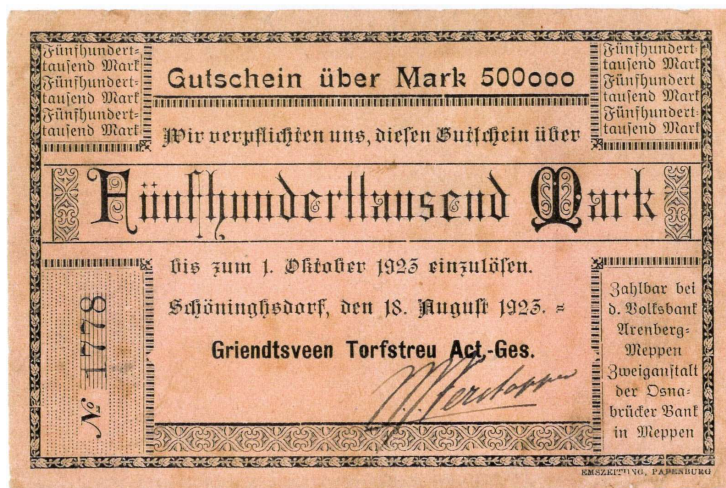 Fünfhundert=
tausend Mark
Fünfhundert=
tausend Mark
Fünfhundert=
tausend Mark
Gutschein über Mark 500000
Fünfhundert=
tausend Mark
Fünfhundert
tausend Mark
Fünfhundert=
tausend Mark
Wir verpflichten uns, diesen Gutschein über
Fünfhunderttausend Mark
bis zum 1. Oktober 1923 einzulösen.
Schöninghsdorf, den 18. August 1923. =
Griendtsveen Torfstreu Act.-Ges.
№ 1778
Zahlbar bei
d. Volksbank
Arenberg=
Meppen
Zweiganstalt
der Osna=
brücker Bank
in Meppen
EMSZEITUNG, PAPENBURG